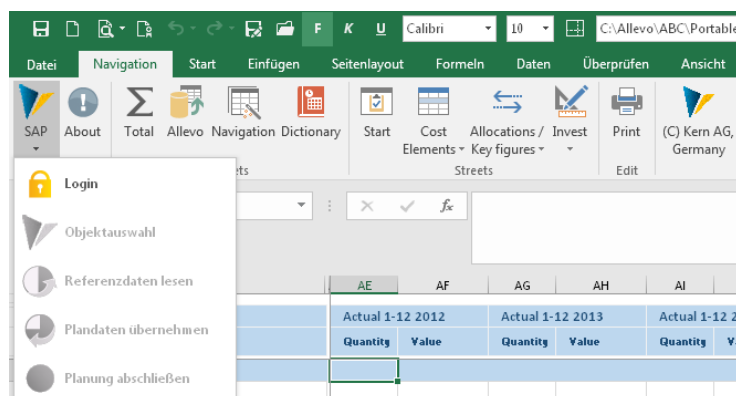 F K U Calibri 10 C:\Allevo\ABC\Portable
Datei Navigation Start Einfügen Seitenlayout Formeln Daten Überprüfen Ansicht
SAP About Total Allevo Navigation Dictionary Start Cost Elements Allocations / Key figures Invest Print (C) Kern AG, Germany
Streets Edit
Login
fx
Objektauswahl
Referenzdaten lesen
AE AF AG AH AI
Actual 1-12 2012 Actual 1-12 2013 Actual 1-12 2
Plandaten übernehmen
Quantity Value Quantity Value Quantity V
Planung abschließen